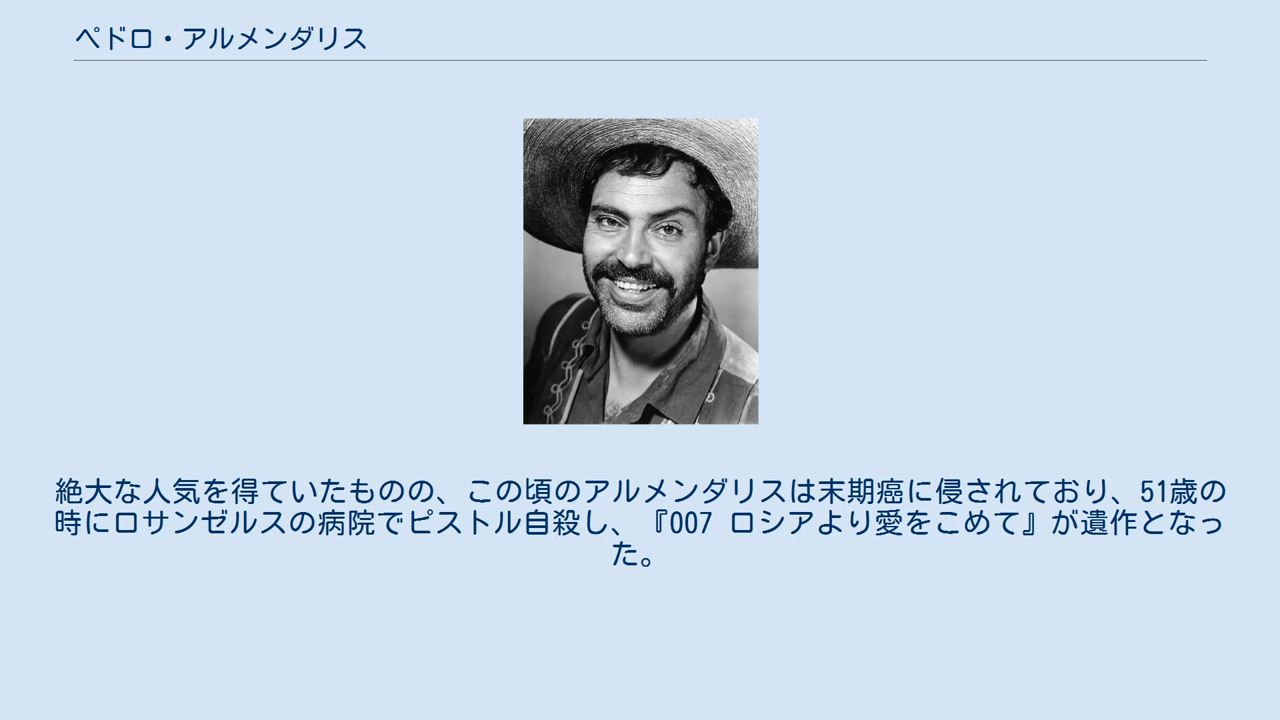 ペドロ・アルメンダリス
絶大な人気を得ていたものの、この頃のアルメンダリスは末期癌に侵されており、51歳の
時にロサンゼルスの病院でピストル自殺し、『007 ロシアより愛をこめて』が遺作となっ
た。